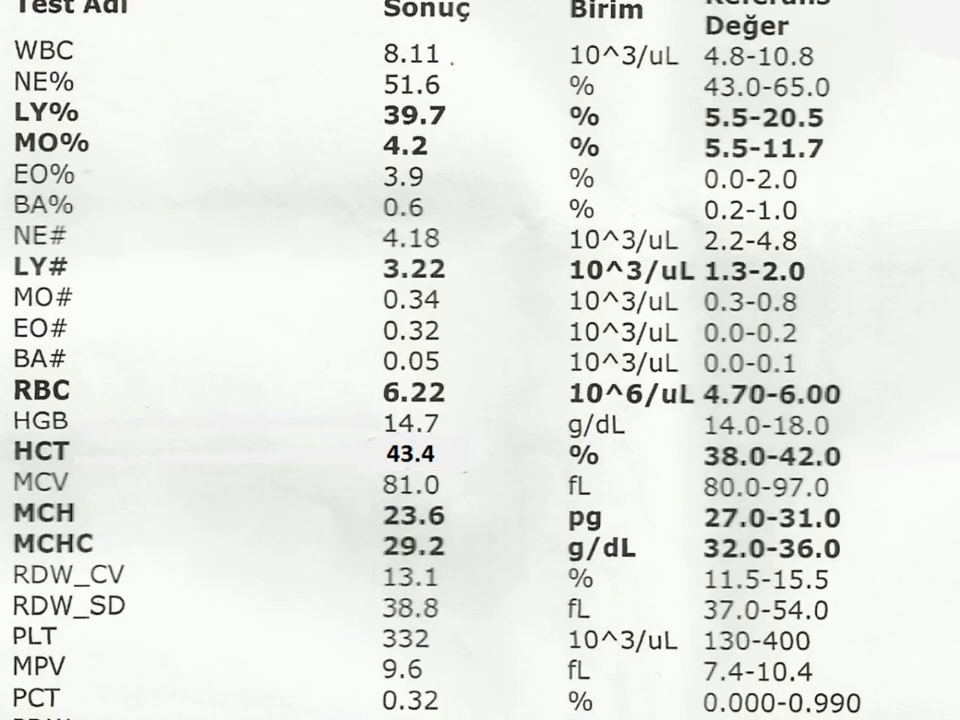 Test Adı Sonuç Birim Referans Değer
WBC 8.11 10^3/uL 4.8-10.8
NE% 51.6 % 43.0-65.0
LY% 39.7 % 5.5-20.5
MO% 4.2 % 5.5-11.7
EO% 3.9 % 0.0-2.0
BA% 0.6 % 0.2-1.0
NE# 4.18 10^3/uL 2.2-4.8
LY# 3.22 10^3/uL 1.3-2.0
MO# 0.34 10^3/uL 0.3-0.8
EO# 0.32 10^3/uL 0.0-0.2
BA# 0.05 10^3/uL 0.0-0.1
RBC 6.22 10^6/uL 4.70-6.00
HGB 14.7 g/dL 14.0-18.0
HCT 43.4 % 38.0-42.0
MCV 81.0 fL 80.0-97.0
MCH 23.6 pg 27.0-31.0
MCHC 29.2 g/dL 32.0-36.0
RDW_CV 13.1 % 11.5-15.5
RDW_SD 38.8 fL 37.0-54.0
PLT 332 10^3/uL 130-400
MPV 9.6 fL 7.4-10.4
PCT 0.32 % 0.000-0.990